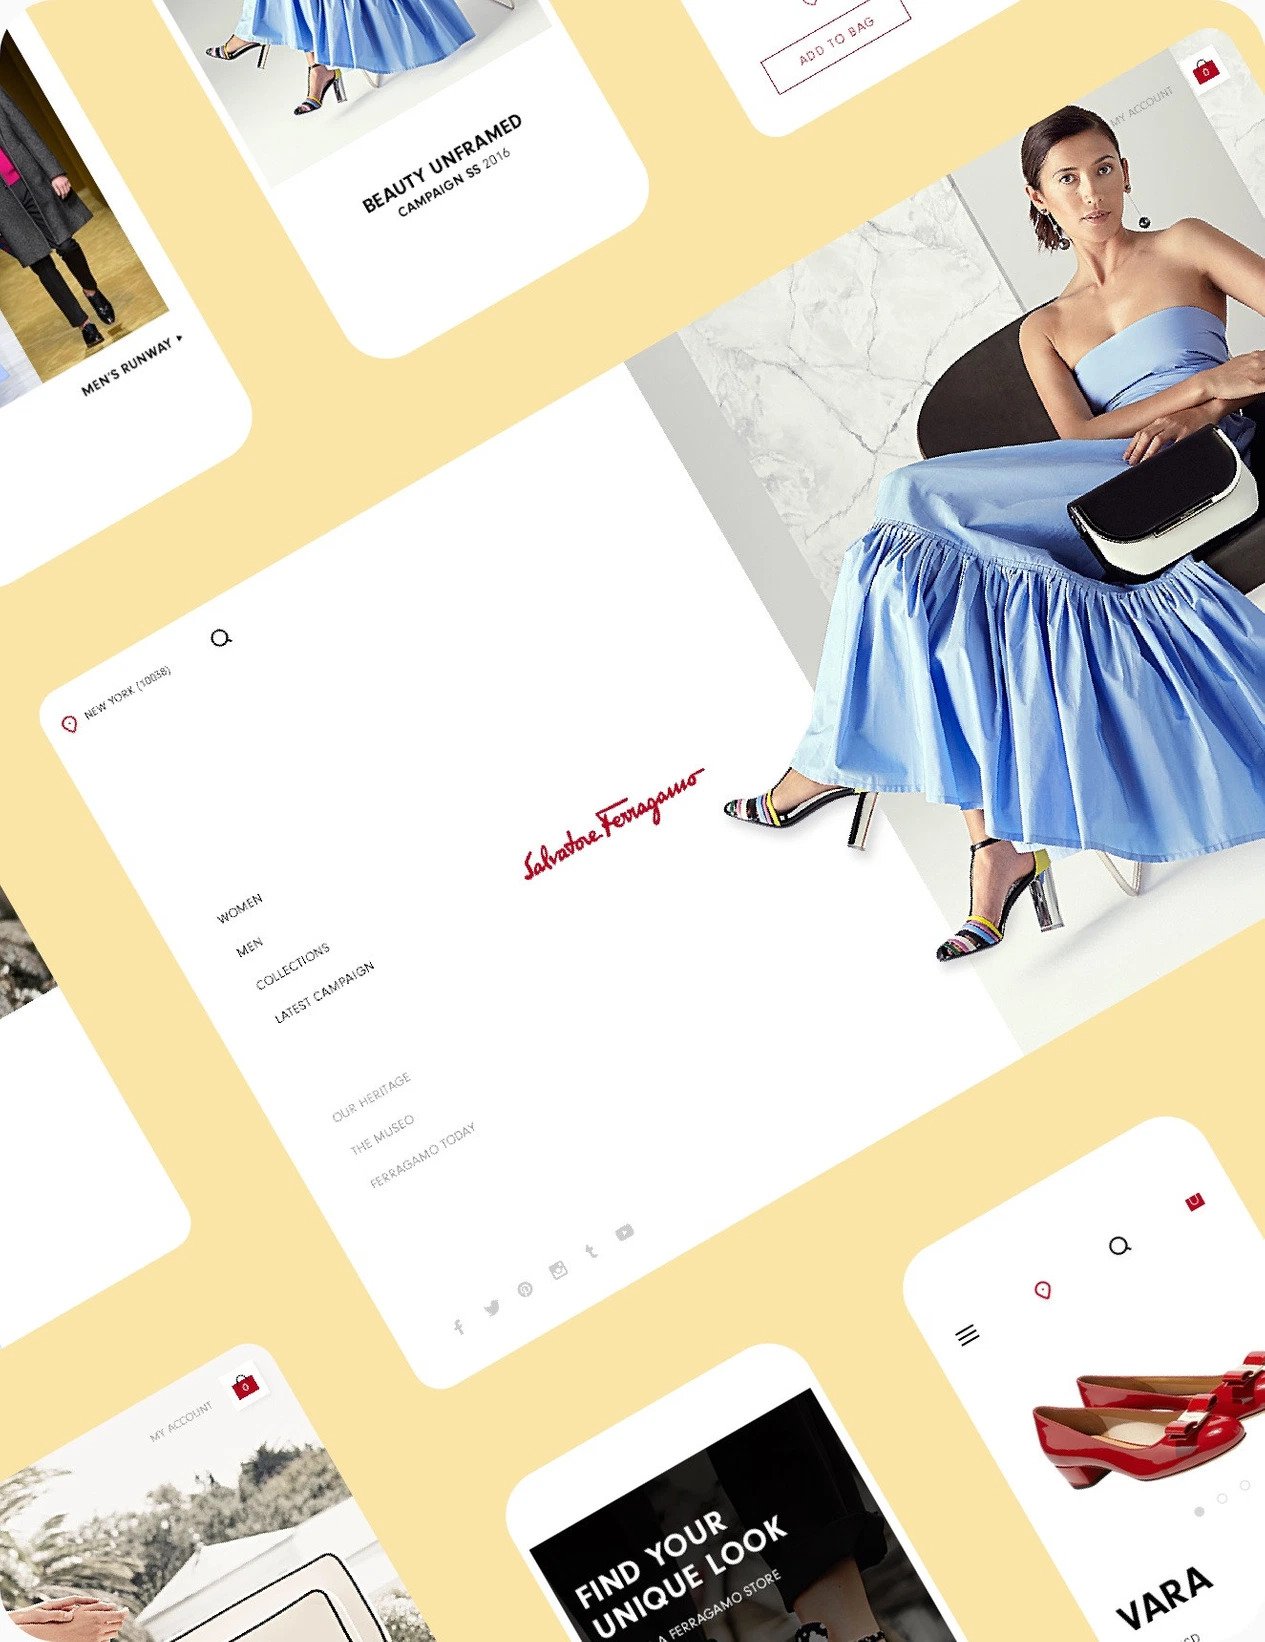 ADD TO BAG
BEAUTY UNFRAMED
CAMPAIGN SS 2016
MEN'S RUNWAY
MY ACCOUNT
0
NEW YORK (10038)
Salvatore Ferragamo
WOMEN
MEN
COLLECTIONS
LATEST CAMPAIGN
OUR HERITAGE
THE MUSEO
FERRAGAMO TODAY
MY ACCOUNT
0
FIND YOUR
UNIQUE LOOK
A FERRAGAMO STORE
VARA